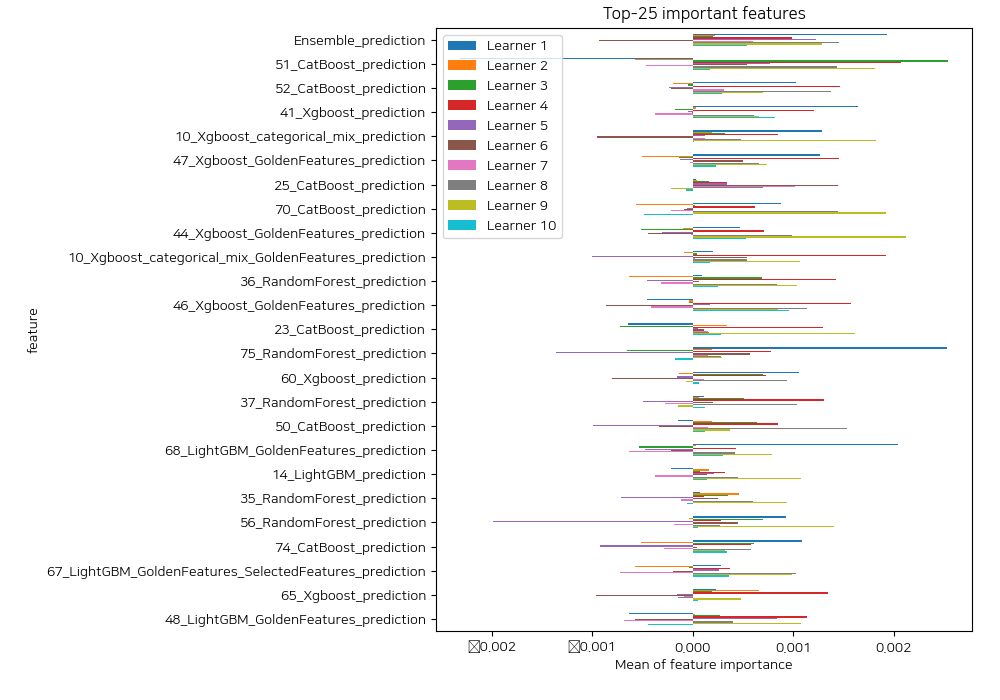 Top-25 important features
Ensemble_prediction
51_CatBoost_prediction
52_CatBoost_prediction
41_Xgboost_prediction
10_Xgboost_categorical_mix_prediction
47_Xgboost_GoldenFeatures_prediction
25_CatBoost_prediction
70_CatBoost_prediction
44_Xgboost_GoldenFeatures_prediction
10_Xgboost_categorical_mix_GoldenFeatures_prediction
36_RandomForest_prediction
46_Xgboost_GoldenFeatures_prediction
23_CatBoost_prediction
75_RandomForest_prediction
60_Xgboost_prediction
37_RandomForest_prediction
50_CatBoost_prediction
68_LightGBM_GoldenFeatures_prediction
14_LightGBM_prediction
35_RandomForest_prediction
56_RandomForest_prediction
74_CatBoost_prediction
67_LightGBM_GoldenFeatures_SelectedFeatures_prediction
65_Xgboost_prediction
48_LightGBM_GoldenFeatures_prediction
feature
Learner 1
Learner 2
Learner 3
Learner 4
Learner 5
Learner 6
Learner 7
Learner 8
Learner 9
Learner 10
0.002 0.001 0.000 0.001 0.002
Mean of feature importance